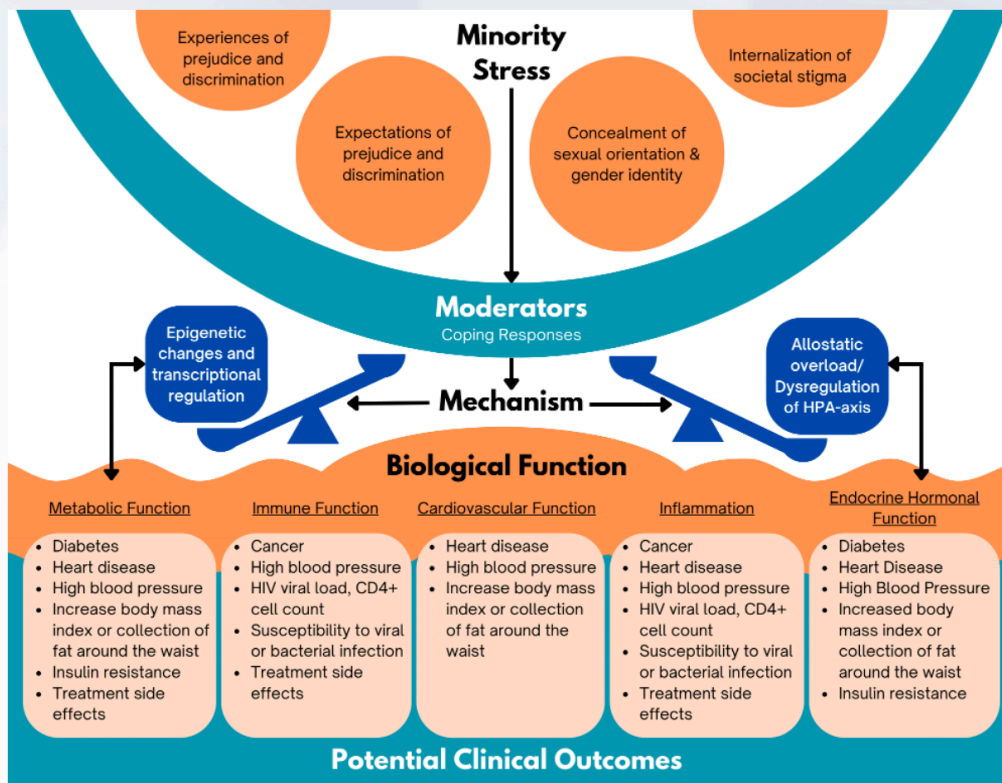 Minority
Stress
Experiences of
prejudice and
discrimination
Expectations of
prejudice and
discrimination
Concealment of
sexual orientation &
gender identity
Internalization of
societal stigma
Moderators
Coping Responses
Epigenetic
changes and
transcriptional
regulation
Mechanism
Allostatic
overload/
Dysregulation
of HPA-axis
Biological Function
Metabolic Function
• Diabetes
• Heart disease
• High blood pressure
• Increase body mass
index or collection of
fat around the waist
• Insulin resistance
• Treatment side
effects
Immune Function
• Cancer
• High blood pressure
• HIV viral load, CD4+
cell count
• Susceptibility to viral
or bacterial infection
• Treatment side
effects
Cardiovascular Function
• Heart disease
• High blood pressure
• Increase body mass
index or collection
of fat around the
waist
Inflammation
• Cancer
• Heart disease
• High blood pressure
• HIV viral load, CD4+
cell count
• Susceptibility to viral
or bacterial infection
• Treatment side
effects
Endocrine Hormonal
Function
• Diabetes
• Heart Disease
• High Blood Pressure
• Increased body
mass index or
collection of fat
around the waist
• Insulin resistance
Potential Clinical Outcomes